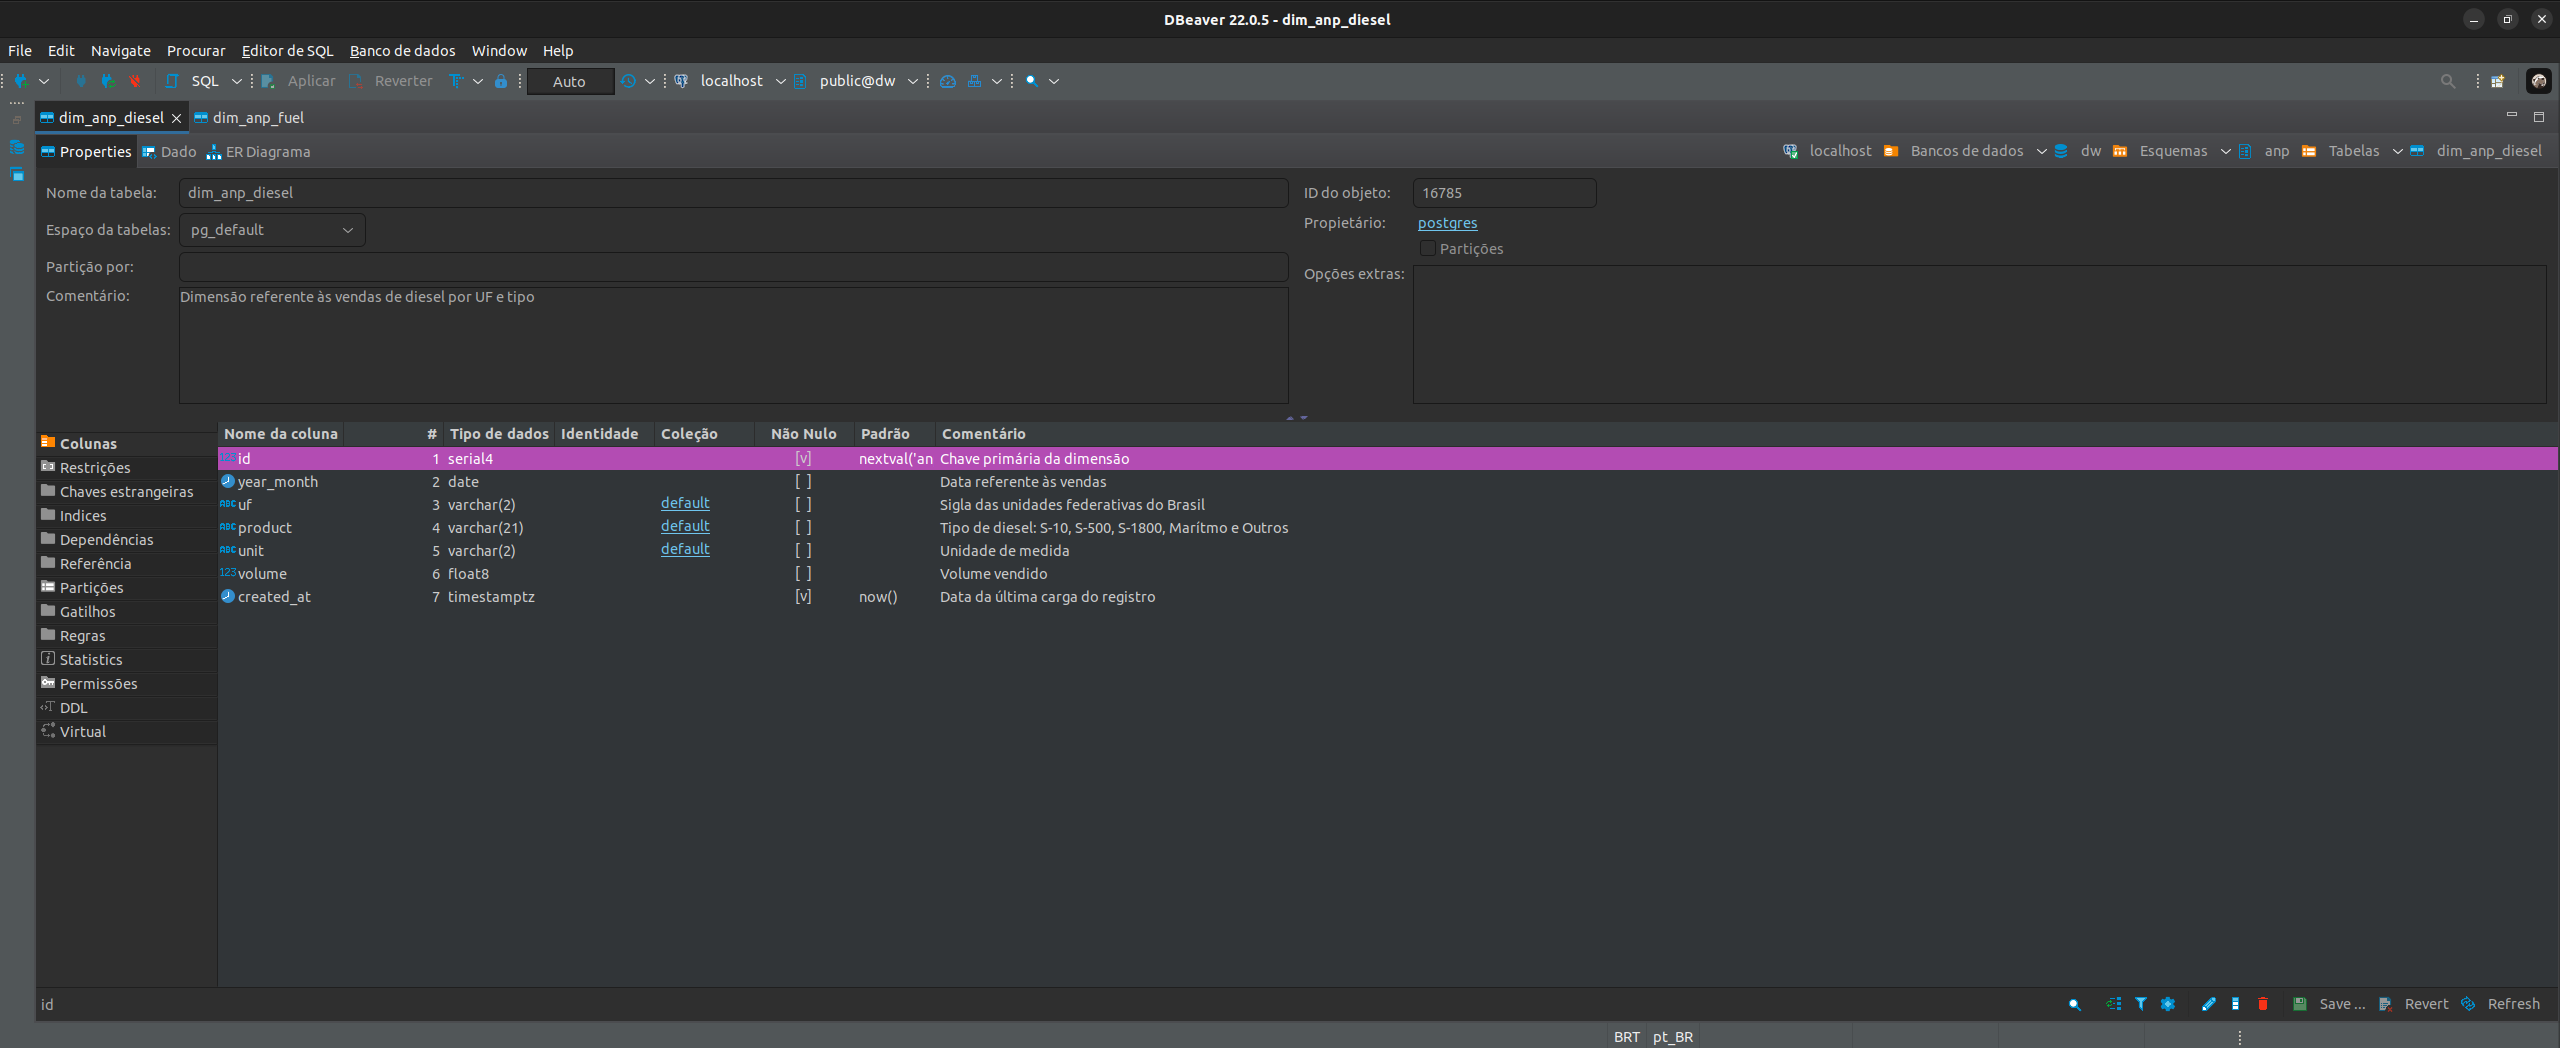 DBeaver 22.0.5 - dim_anp_diesel
File Edit Navigate Procurar Editor de SQL Banco de dados Window Help
SQL Aplicar Reverter Auto localhost public@dw
dim_anp_diesel dim_anp_fuel
Properties Dado ER Diagrama localhost Bancos de dados dw Esquemas anp Tabelas dim_anp_diesel
Nome da tabela: dim_anp_diesel ID do objeto: 16785
Espaço da tabelas: pg_default Propietário: postgres
Partições
Partição por: Opções extras:
Comentário: Dimensão referente às vendas de diesel por UF e tipo
Colunas
Restrições
Chaves estrangeiras
Indices
Dependências
Referência
Partições
Gatilhos
Regras
Statistics
Permissões
DDL
Virtual
Nome da coluna # Tipo de dados Identidade Coleção Não Nulo Padrão Comentário
123 id 1 serial4 [v] nextval('an Chave primária da dimensão
year_month 2 date [ ] Data referente às vendas
ABC uf 3 varchar(2) default [ ] Sigla das unidades federativas do Brasil
ABC product 4 varchar(21) default [ ] Tipo de diesel: S-10, S-500, S-1800, Marítmo e Outros
ABC unit 5 varchar(2) default [ ] Unidade de medida
123 volume 6 float8 [ ] Volume vendido
created_at 7 timestamptz [v] now() Data da última carga do registro
id Save ... Revert Refresh
BRT pt_BR